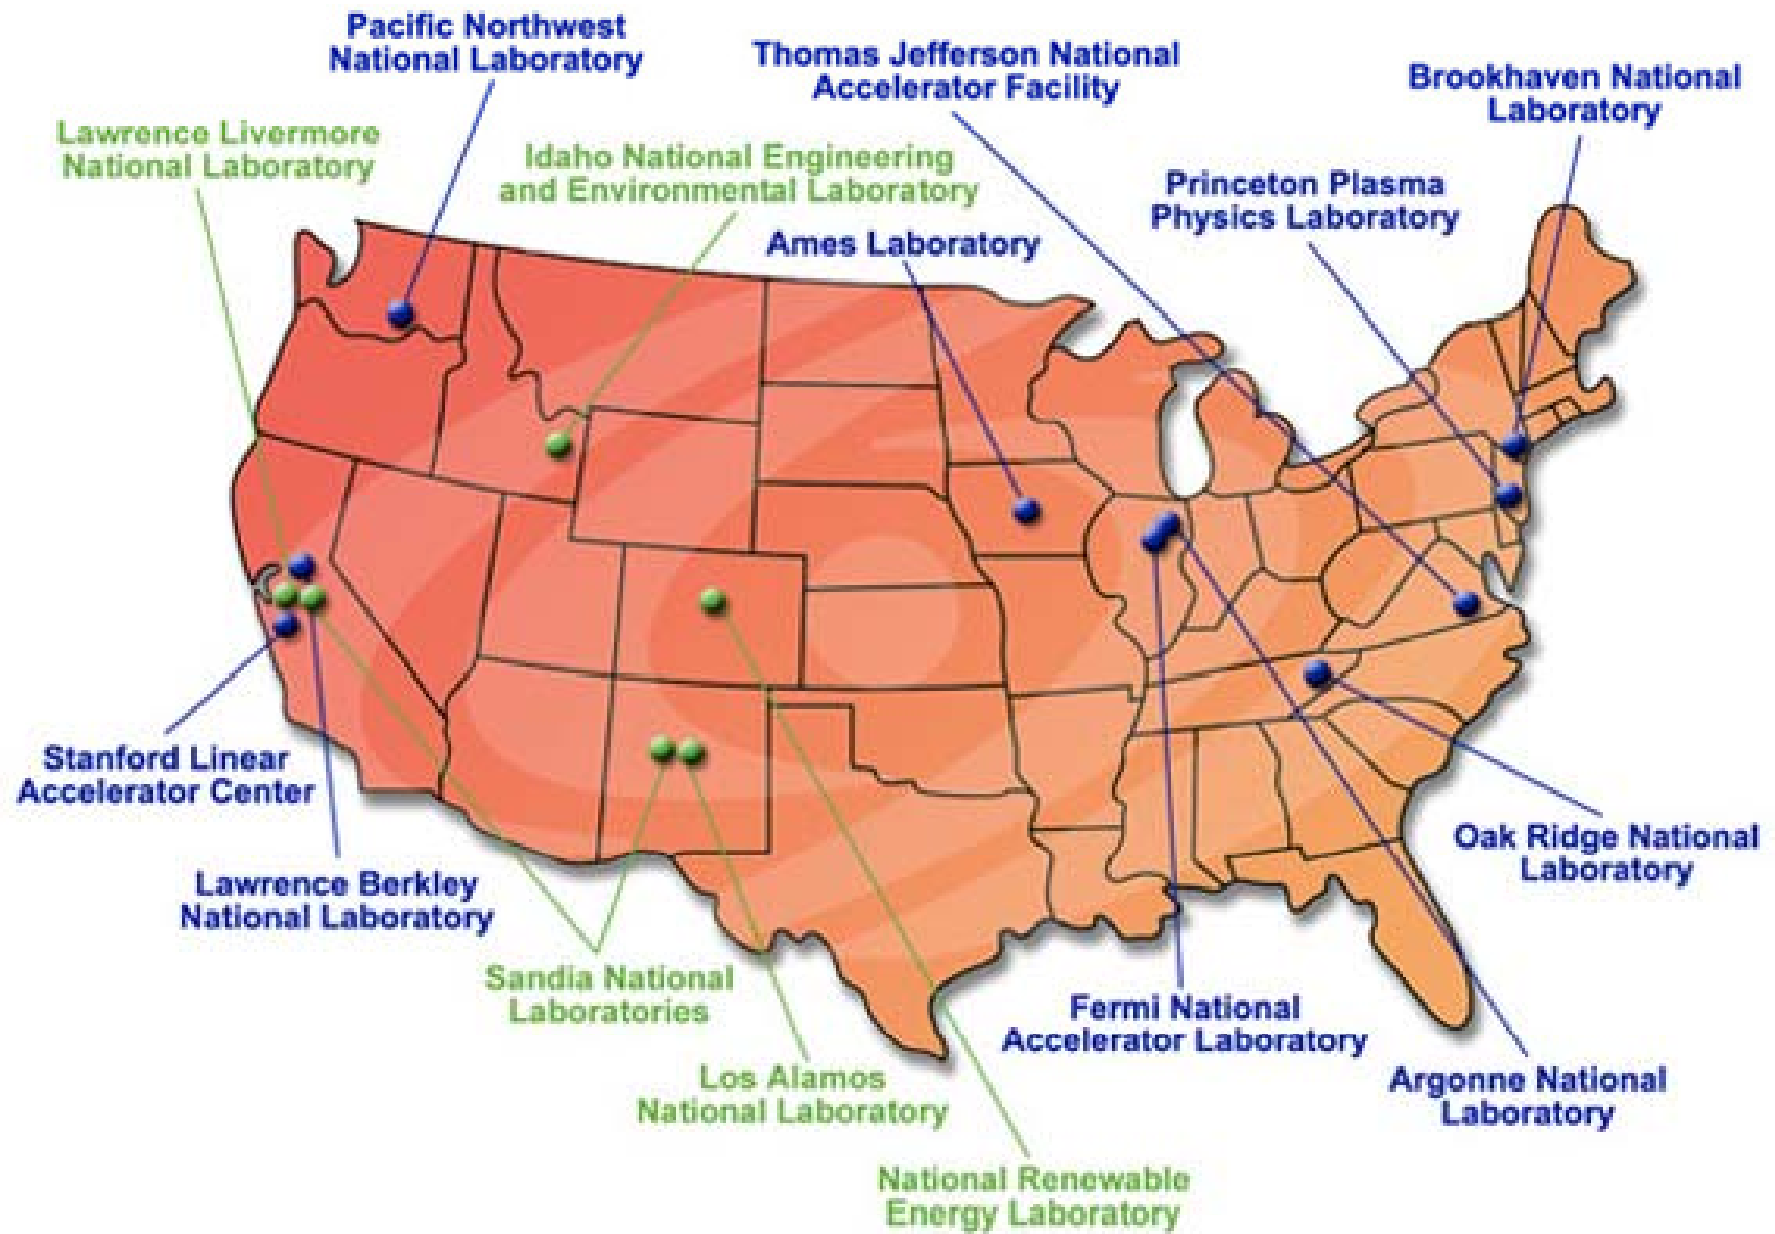 Pacific Northwest
National Laboratory
Thomas Jefferson National
Accelerator Facility
Brookhaven National
Laboratory
Lawrence Livermore
National Laboratory
Idaho National Engineering
and Environmental Laboratory
Princeton Plasma
Physics Laboratory
Ames Laboratory
Stanford Linear
Accelerator Center
Lawrence Berkley
National Laboratory
Oak Ridge National
Laboratory
Sandia National
Laboratories
Fermi National
Accelerator Laboratory
Los Alamos
National Laboratory
Argonne National
Laboratory
National Renewable
Energy Laboratory